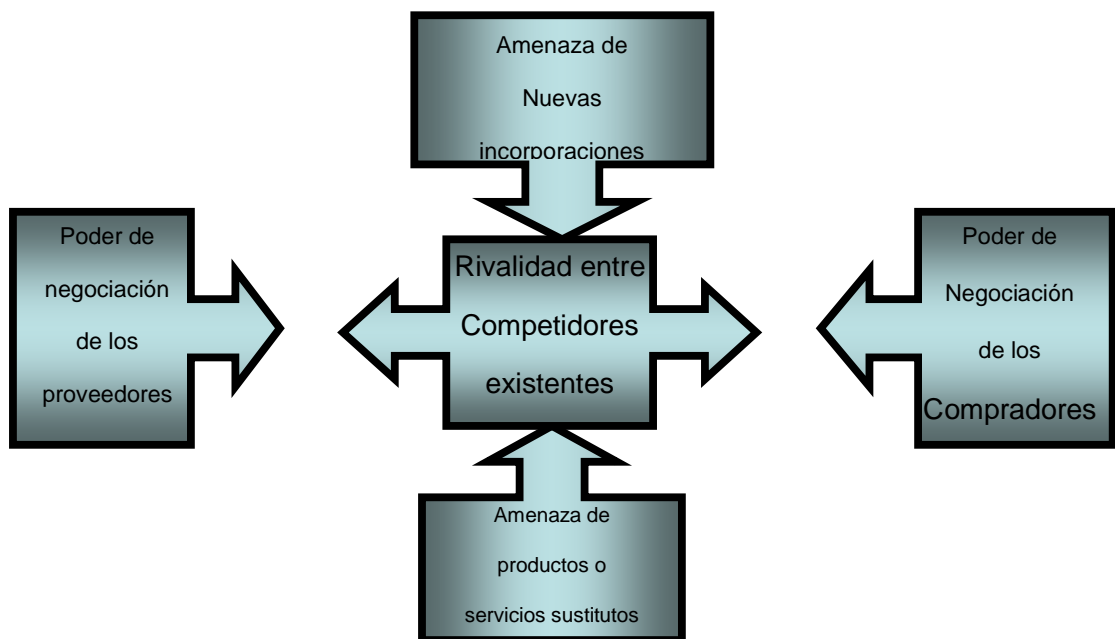 Amenaza de
Nuevas
incorporaciones
Poder de
negociación
de los
proveedores
Rivalidad entre
Competidores
existentes
Poder de
Negociación
de los
Compradores
Amenaza de
productos o
servicios sustitutos